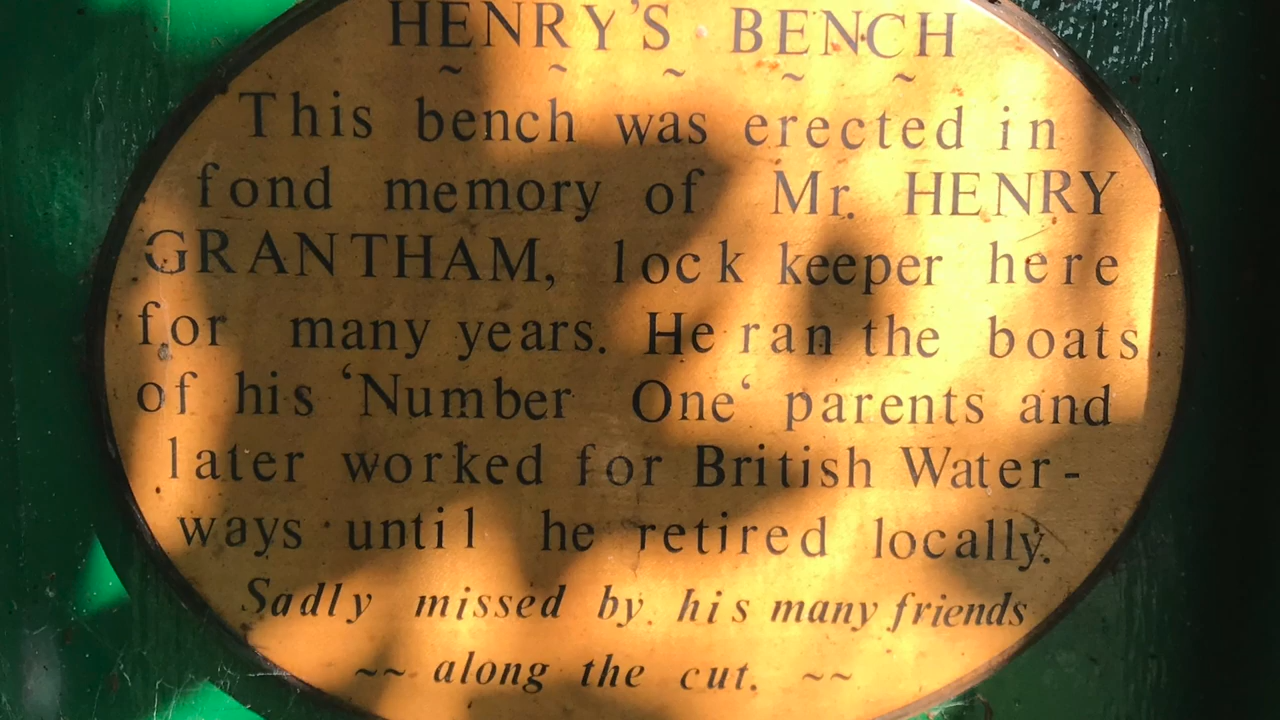 HENRY'S BENCH
~ ~ ~ ~ ~
This bench was erected in
fond memory of Mr. HENRY
GRANTHAM, lock keeper here
for many years. He ran the boats
of his ‘Number One‘ parents and
later worked for British Water-
ways until he retired locally.
Sadly missed by his many friends
~~ along the cut. ~~